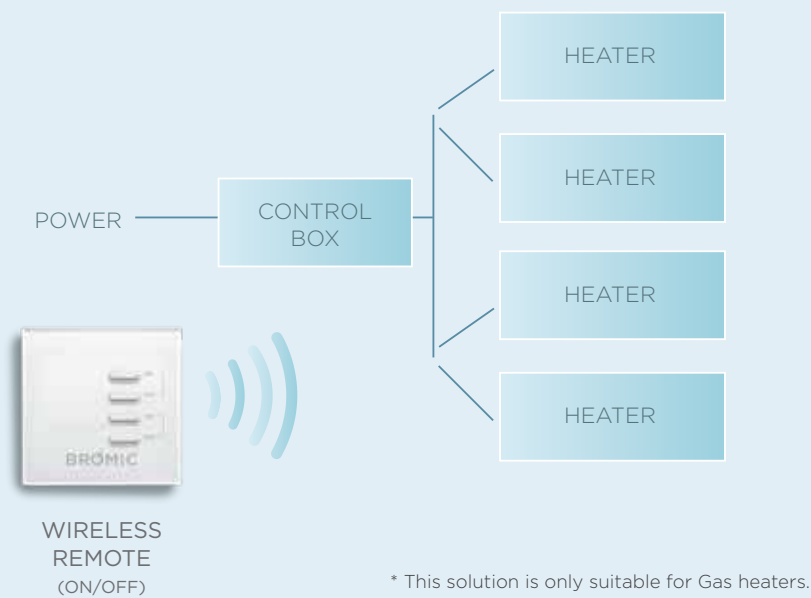 HEATER
HEATER
POWER
CONTROL
BOX
HEATER
HEATER
BROMIC
WIRELESS
REMOTE
(ON/OFF)
* This solution is only suitable for Gas heaters.